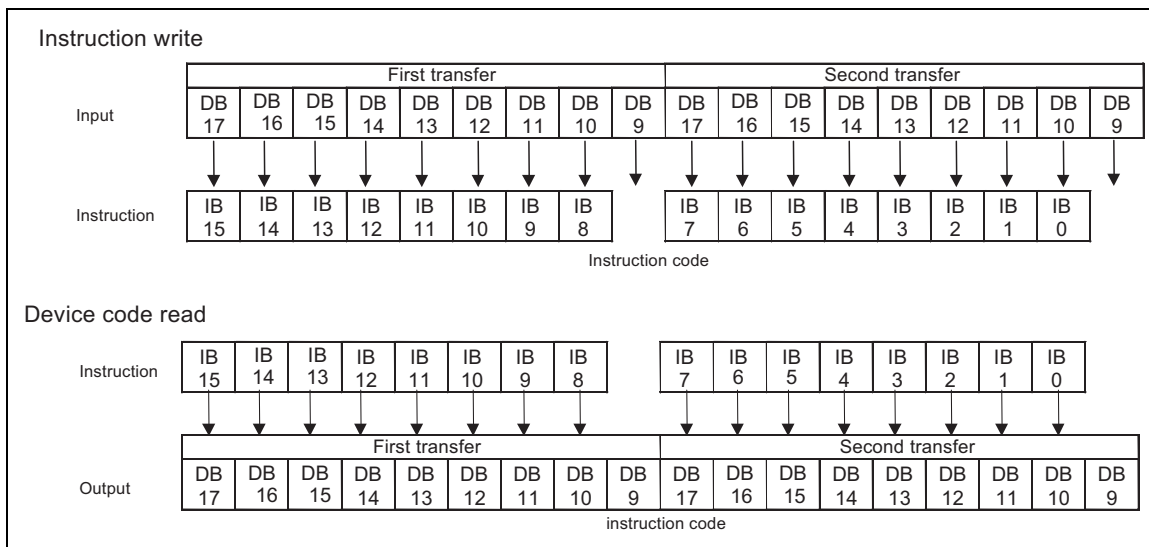 Instruction write
First transfer Second transfer
Input
DB DB DB DB DB DB DB DB DB DB DB DB DB DB DB DB DB DB
17 16 15 14 13 12 11 10 9 17 16 15 14 13 12 11 10 9
Instruction
IB IB IB IB IB IB IB IB IB IB IB IB IB IB IB IB
15 14 13 12 11 10 9 8 7 6 5 4 3 2 1 0
Instruction code
Device code read
Instruction
IB IB IB IB IB IB IB IB IB IB IB IB IB IB IB IB
15 14 13 12 11 10 9 8 7 6 5 4 3 2 1 0
First transfer Second transfer
Output
DB DB DB DB DB DB DB DB DB DB DB DB DB DB DB DB DB DB
17 16 15 14 13 12 11 10 9 17 16 15 14 13 12 11 10 9
instruction code